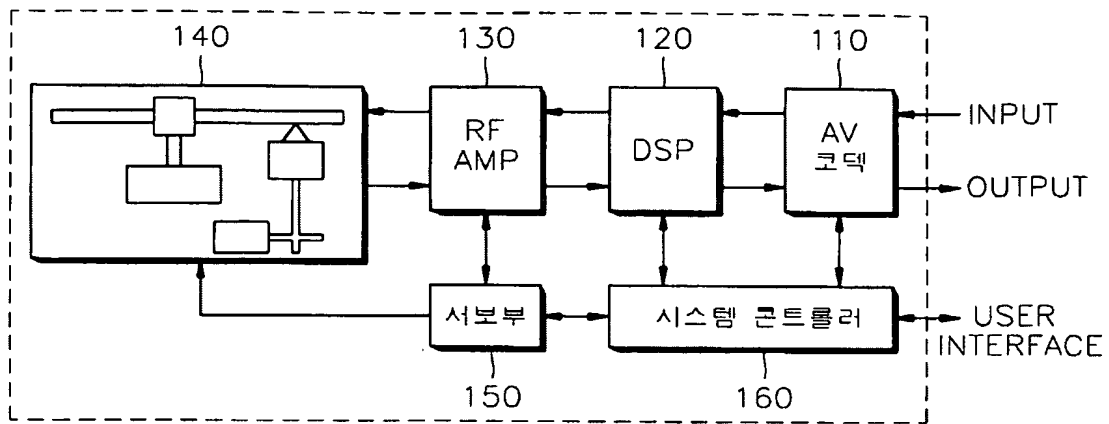 140
130
120
110
RF
AMP
DSP
AV
코덱
INPUT
OUTPUT
서보부
시스템 콘트롤러
USER
INTERFACE
150
160